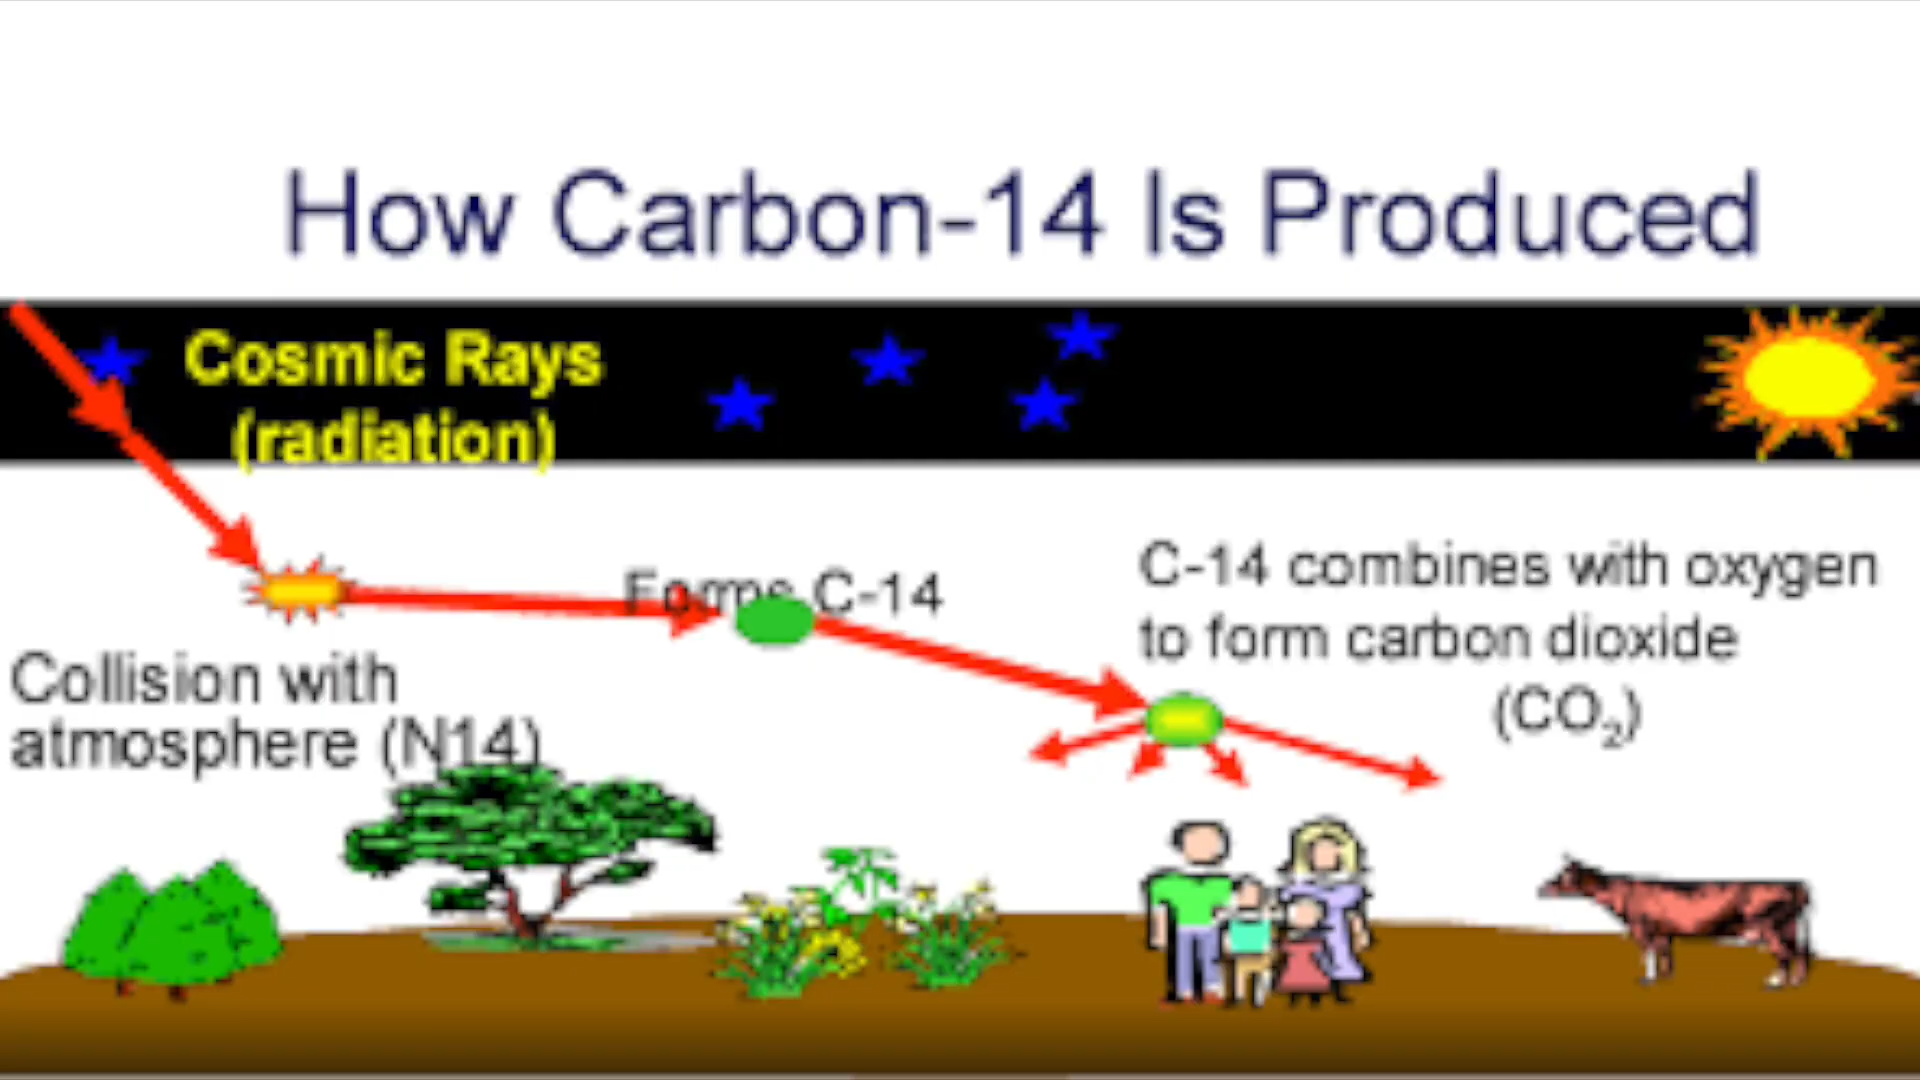 How Carbon-14 Is Produced
Cosmic Rays
(radiation)
Forms C-14
C-14 combines with oxygen
to form carbon dioxide
(CO₂)
Collision with
atmosphere (N14)